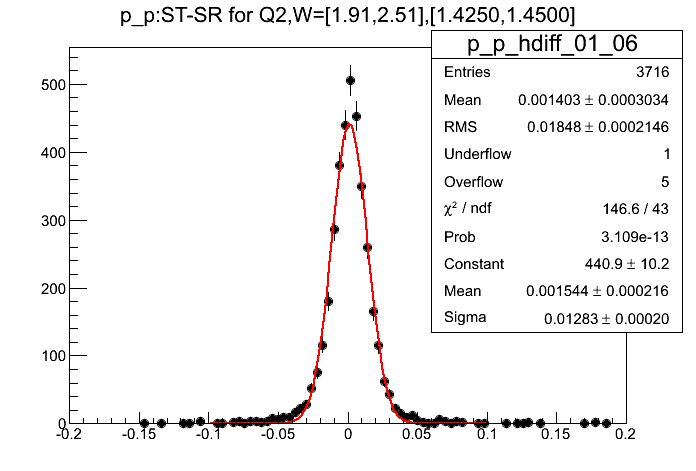 p_p:ST-SR for Q2,W=[1.91,2.51],[1.4250,1.4500]
p_p_hdiff_01_06
Entries 3716
Mean 0.001403 ± 0.0003034
RMS 0.01848 ± 0.0002146
Underflow 1
Overflow 5
χ² / ndf 146.6 / 43
Prob 3.109e-13
Constant 440.9 ± 10.2
Mean 0.001544 ± 0.000216
Sigma 0.01283 ± 0.00020
500
400
300
200
100
0
-0.2 -0.15 -0.1 -0.05 0 0.05 0.1 0.15 0.2